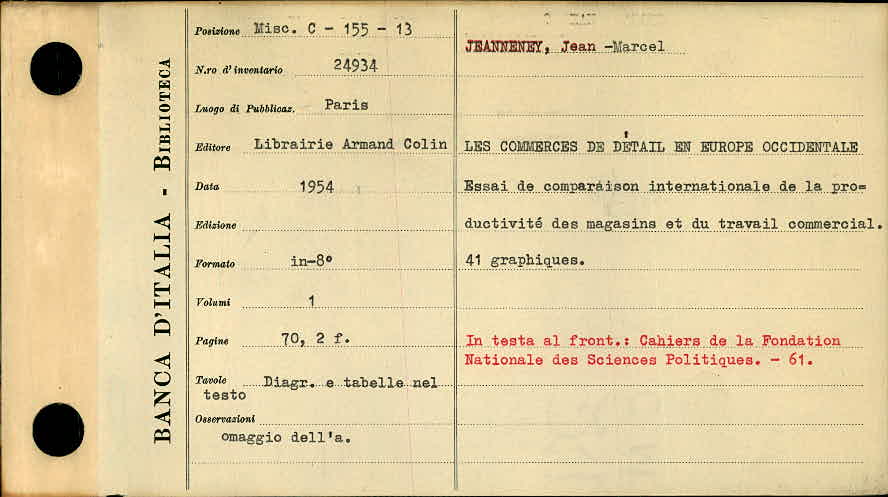 BANCA D'ITALIA - BIBLIOTECA
Posizione Misc. C - 155 - 13
N.ro d'inventario 24934
Luogo di Pubblicaz. Paris
Editore Librairie Armand Colin
Data 1954
Edizione
Formato in-8°
Volumi 1
Pagine 70, 2 f.
Tavole Diagr. e tabelle nel
testo
Osservazioni
omaggio dell'a.
JEANNENEY, Jean -Marcel
LES COMMERCES DE DÉTAIL EN EUROPE OCCIDENTALE
Essai de comparaison internationale de la pro=
ductivité des magasins et du travail commercial.
41 graphiques.
In testa al front.: Cahiers de la Fondation
Nationale des Sciences Politiques. - 61.